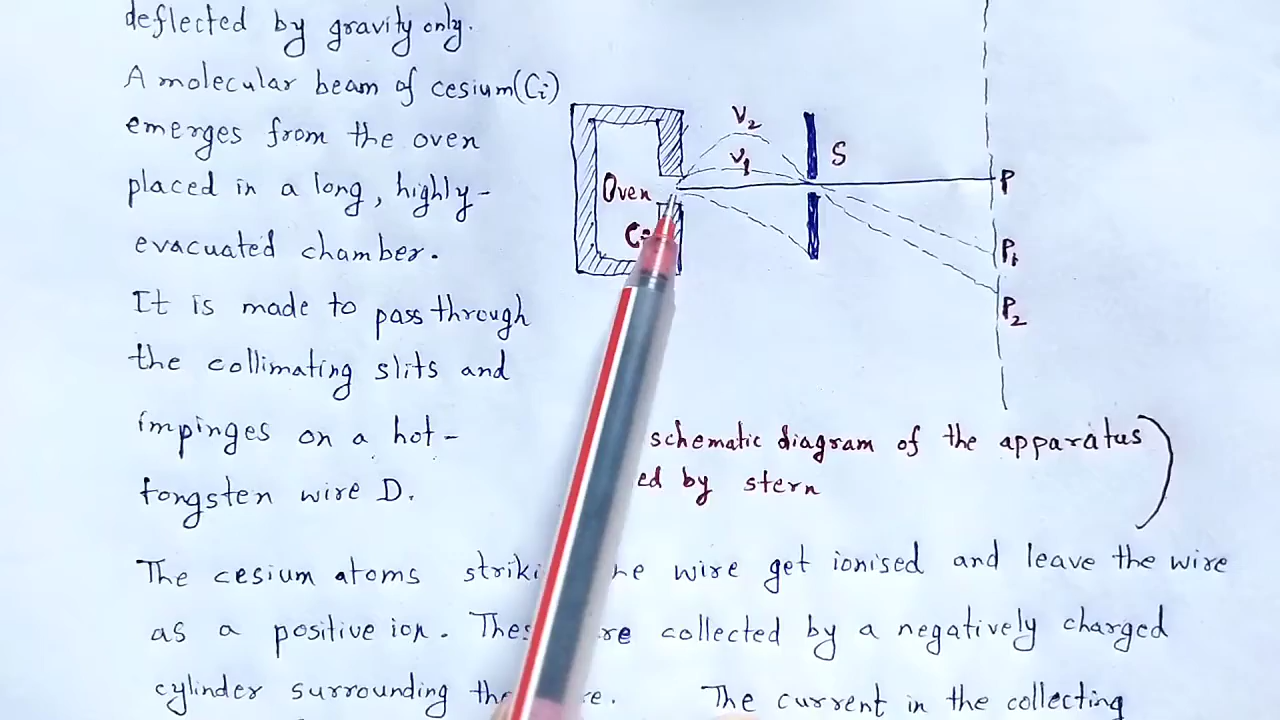 deflected by gravity only.
A molecular beam of cesium(Ci)
emerges from the oven
placed in a long, highly-
evacuated chamber.
It is made to pass through
the collimating slits and
impinges on a hot-
tongsten wire D.
V2
V1
S
Oven
P
P1
P2
schematic diagram of the apparatus
ed by stern
The cesium atoms wire get ionised and leave the wire
as a positive ion. collected by a negatively charged
cylinder surrounding The current in the collecting